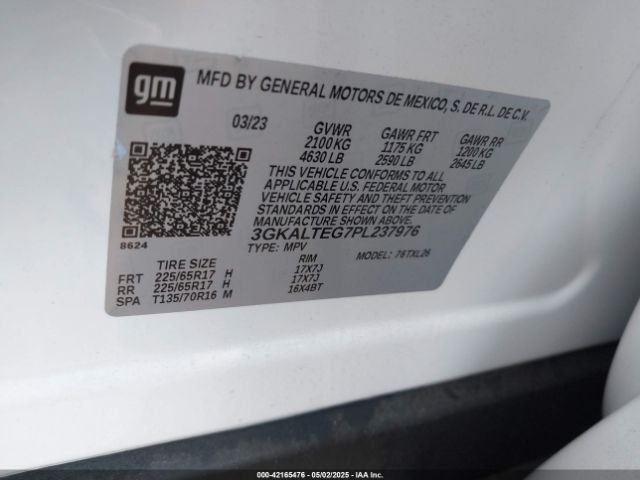 gm
MFD BY GENERAL MOTORS DE MEXICO, S. DE R.L. DE C.V.
03/23 GVWR GAWR FRT GAWR RR
2100 KG 1175 KG 1200 KG
4630 LB 2590 LB 2645 LB
THIS VEHICLE CONFORMS TO ALL
APPLICABLE U.S. FEDERAL MOTOR
VEHICLE SAFETY AND THEFT PREVENTION
STANDARDS IN EFFECT ON THE DATE OF
MANUFACTURE SHOWN ABOVE.
3GKALTEG7PL237976
8624
TYPE: MPV MODEL: 76TXL26
TIRE SIZE RIM
FRT 225/65R17 H 17X7J
RR 225/65R17 H 17X7J
SPA T135/70R16 M 16X4BT
000-42165476 - 05/02/2025 - IAA Inc.